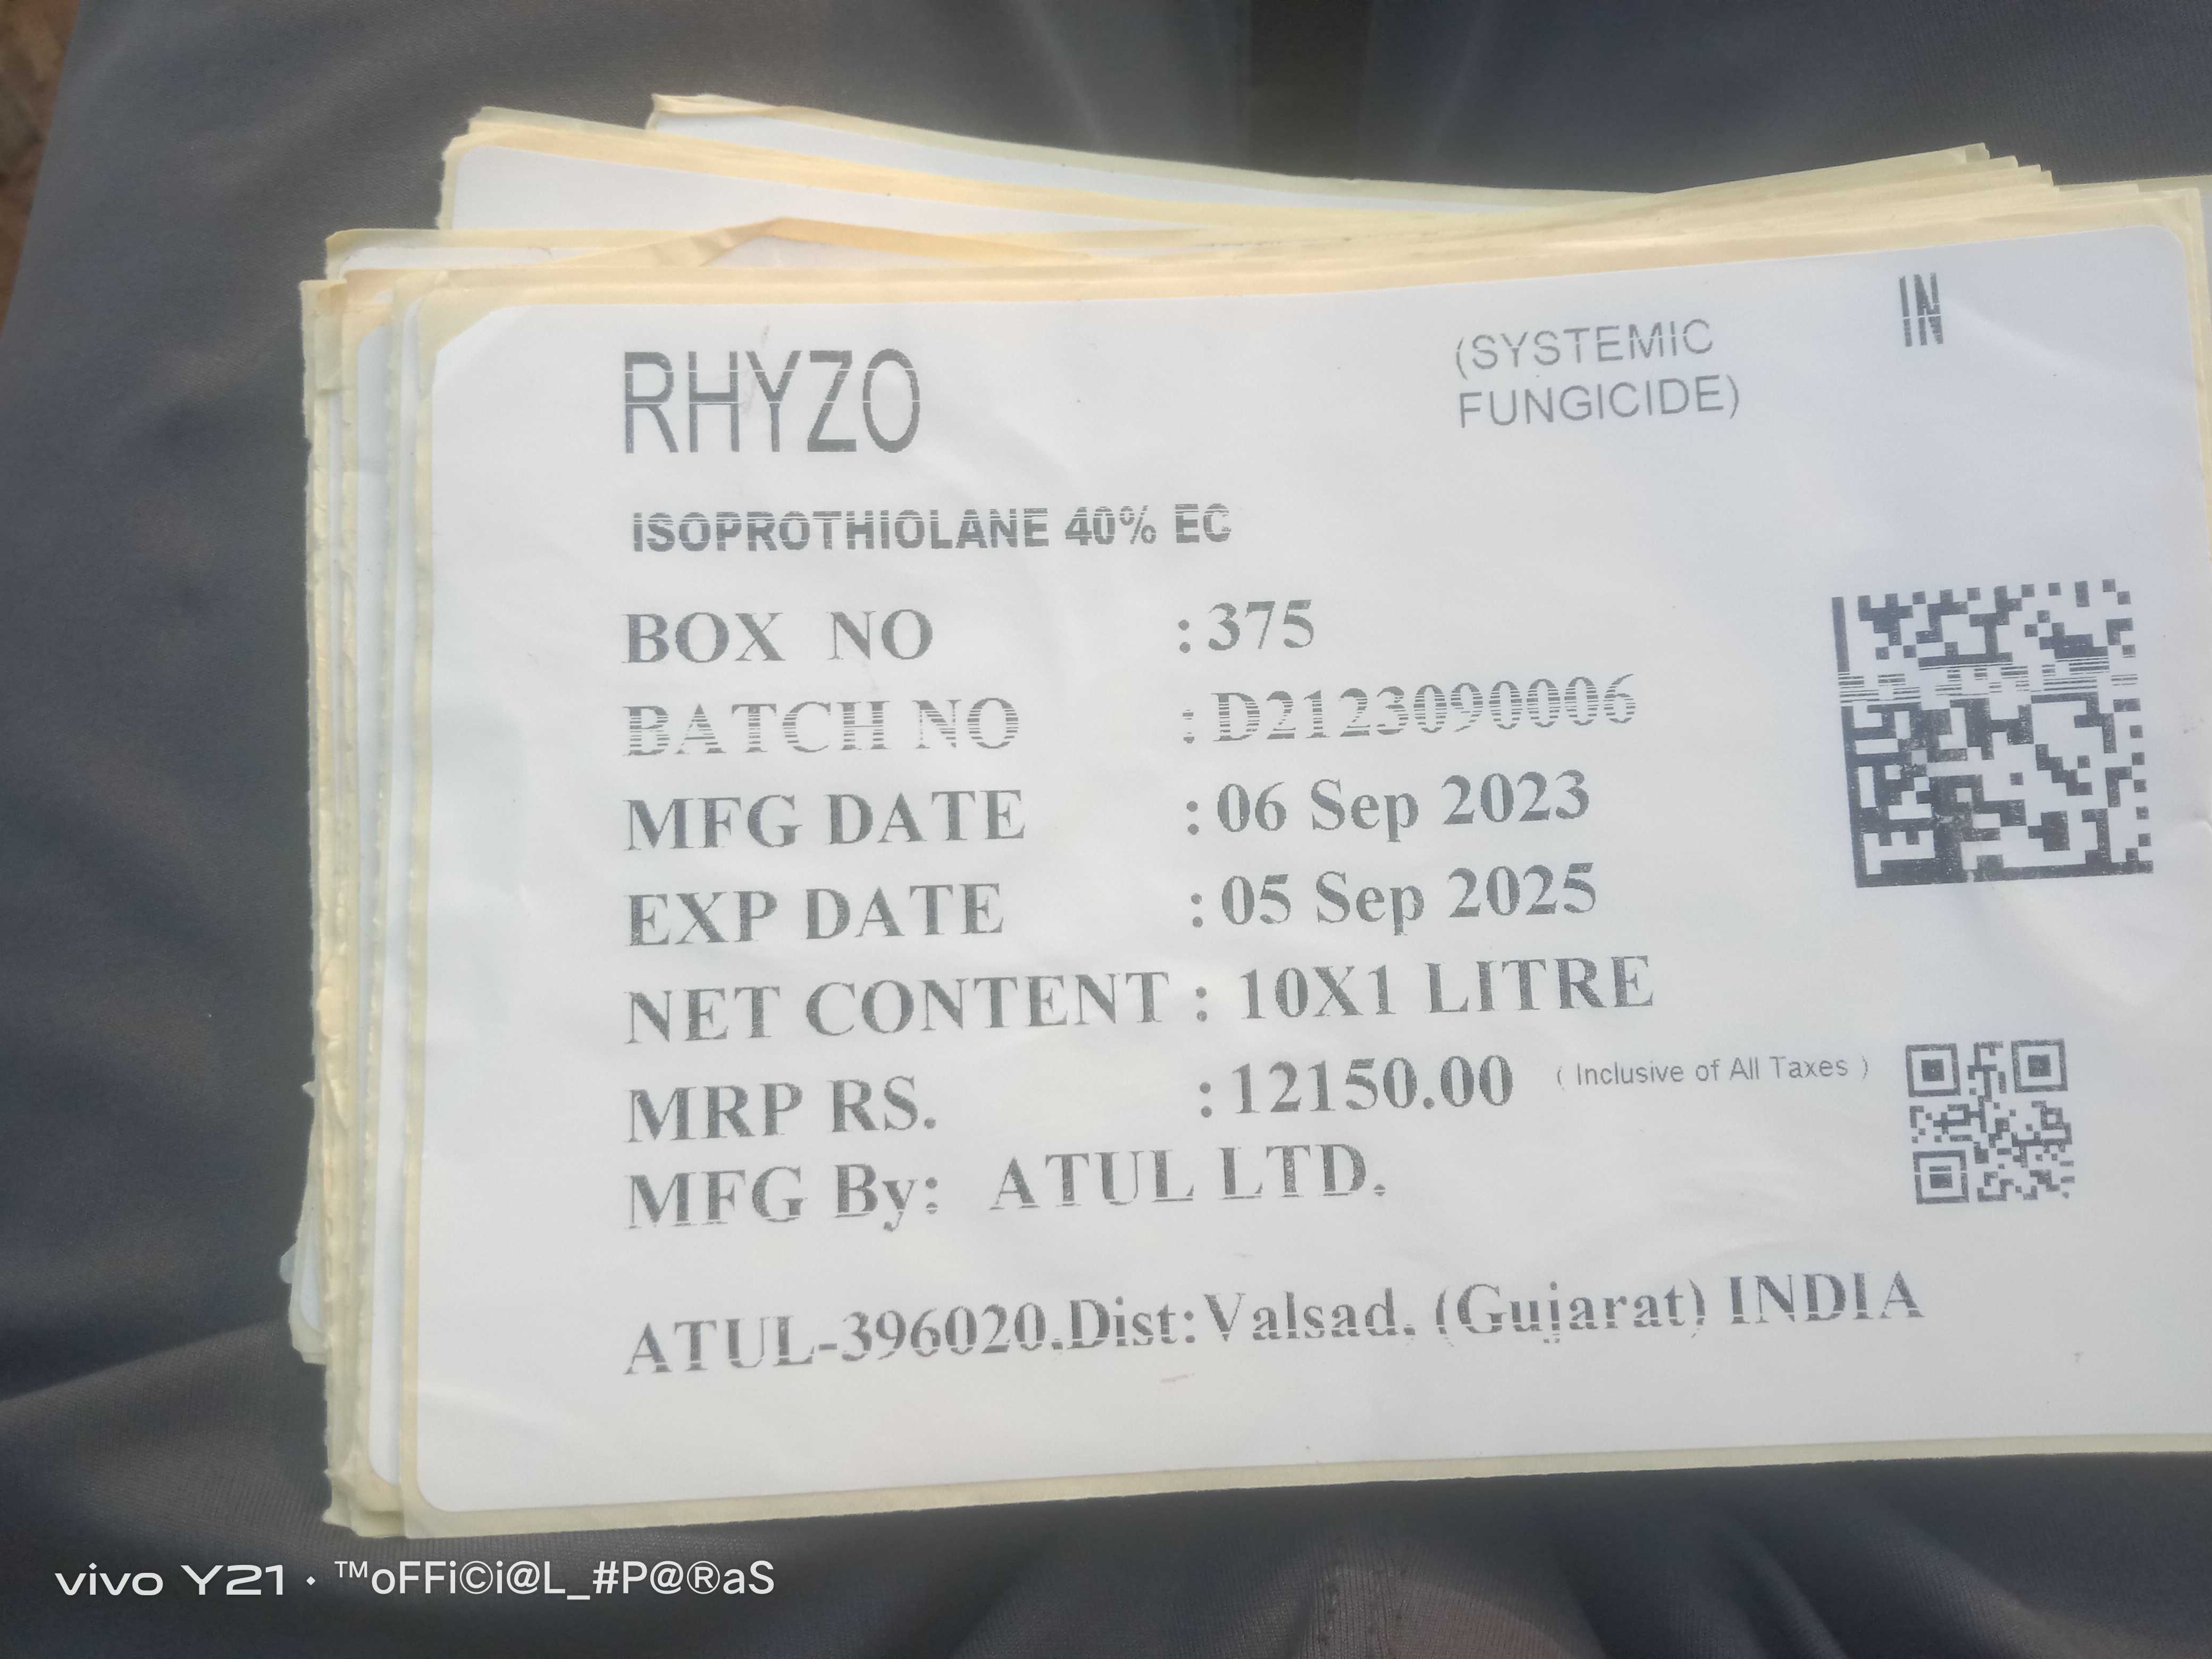 RHYZO
(SYSTEMIC
FUNGICIDE)
IN
ISOPROTHIOLANE 40% EC
BOX NO : 375
BATCH NO : D2123090006
MFG DATE : 06 Sep 2023
EXP DATE : 05 Sep 2025
NET CONTENT : 10X1 LITRE
MRP RS. : 12150.00 ( Inclusive of All Taxes )
MFG By: ATUL LTD.
ATUL-396020.Dist:Valsad. (Gujarat) INDIA
vivo Y21 · ™oFFi©i@L_#P@®aS